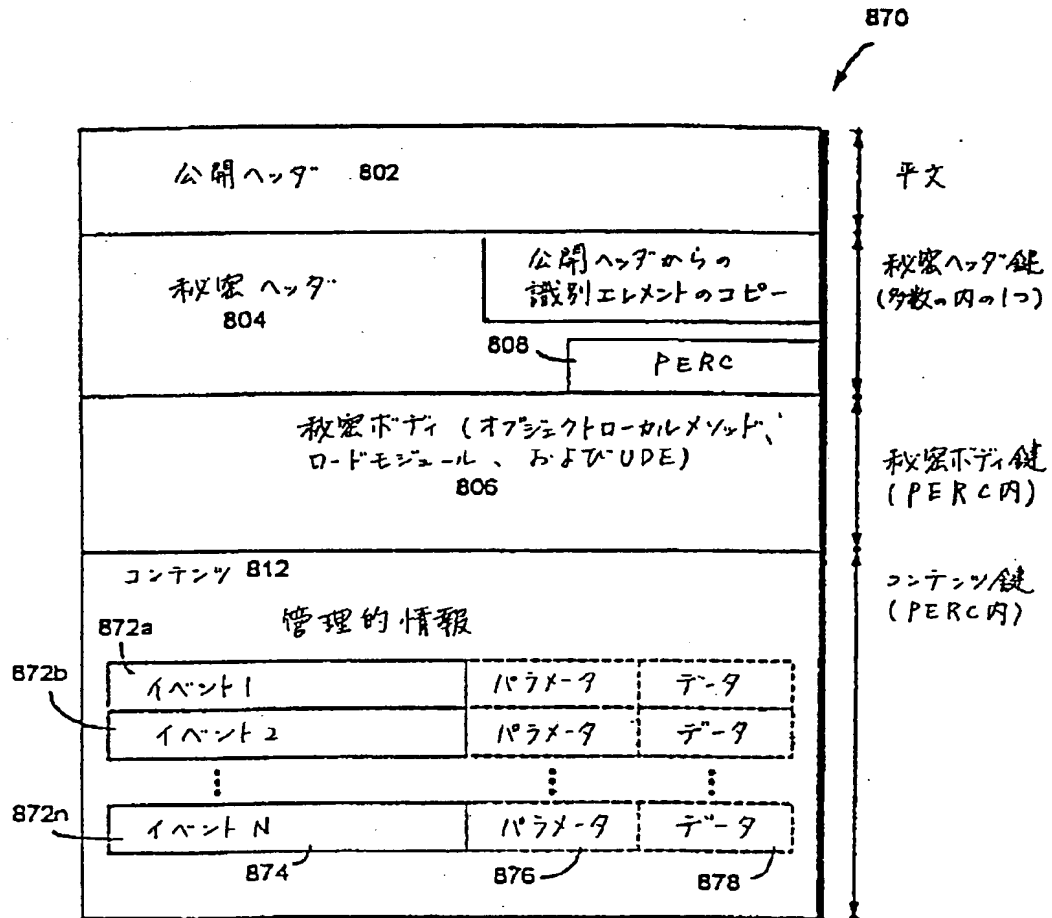 870
公開ヘッダ 802
平文
秘密ヘッダ
804
公開ヘッダからの
識別エレメントのコピー
808
PERC
秘密ヘッダ鍵
(多数の内の1つ)
秘密ボディ (オブジェクトローカルメソッド、
ロードモジュール、およびUDE)
806
秘密ボディ鍵
(PERC内)
コンテンツ 812
管理的情報
コンテンツ鍵
(PERC内)
872a
872b
イベント1 パラメータ データ
イベント2 パラメータ データ
872n
イベントN パラメータ データ
874
876
878